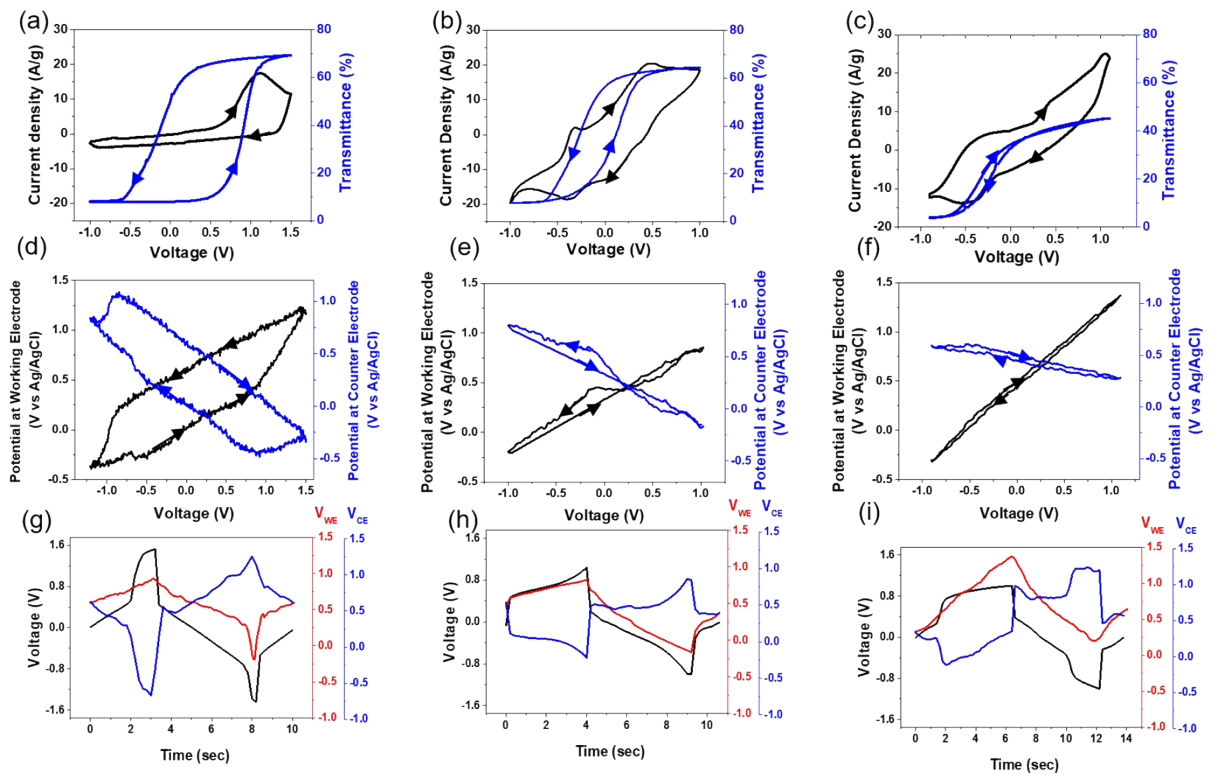 (a)
30
20
10
0
-10
-20
Current density (A/g)
80
60
40
20
0
Transmittance (%)
-1.0 -0.5 0.0 0.5 1.0 1.5
Voltage (V)
(b)
30
20
10
0
-10
-20
Current Density (A/g)
80
60
40
20
0
Transmittance (%)
-1.0 -0.5 0.0 0.5 1.0
Voltage (V)
(c)
30
20
10
0
-10
-20
Current Density (A/g)
80
60
40
20
0
Transmittance (%)
-1.0 -0.5 0.0 0.5 1.0
Voltage (V)
(d)
1.5
1.0
0.5
0.0
-0.5
Potential at Working Electrode
(V vs Ag/AgCl)
1.0
0.5
0.0
-0.5
Potential at Counter Electrode
(V vs Ag/AgCl)
-1.0 -0.5 0.0 0.5 1.0 1.5
Voltage (V)
(e)
1.5
1.0
0.5
0.0
-0.5
Potential at Working Electrode
(V vs Ag/AgCl)
1.0
0.5
0.0
-0.5
Potential at Counter Electrode
(V vs Ag/AgCl)
-1.0 -0.5 0.0 0.5 1.0
Voltage (V)
(f)
1.5
1.0
0.5
0.0
-0.5
Potential at Working Electrode
(V vs Ag/AgCl)
1.0
0.5
0.0
-0.5
Potential at Counter Electrode
(V vs Ag/AgCl)
-1.0 -0.5 0.0 0.5 1.0
Voltage (V)
(g)
V_WE V_CE
1.6
0.8
0.0
-0.8
-1.6
Voltage (V)
1.5
1.0
0.5
0.0
-0.5
-1.0
1.5
1.0
0.5
0.0
-0.5
-1.0
0 2 4 6 8 10
Time (sec)
(h)
V_WE V_CE
1.6
0.8
0.0
-0.8
-1.6
Voltage (V)
1.5
1.0
0.5
0.0
-0.5
-1.0
1.5
1.0
0.5
0.0
-0.5
-1.0
0 2 4 6 8 10
Time (sec)
(i)
V_WE V_CE
1.6
0.8
0.0
-0.8
-1.6
Voltage (V)
1.5
1.0
0.5
0.0
-0.5
-1.0
1.5
1.0
0.5
0.0
-0.5
-1.0
0 2 4 6 8 10 12 14
Time (sec)